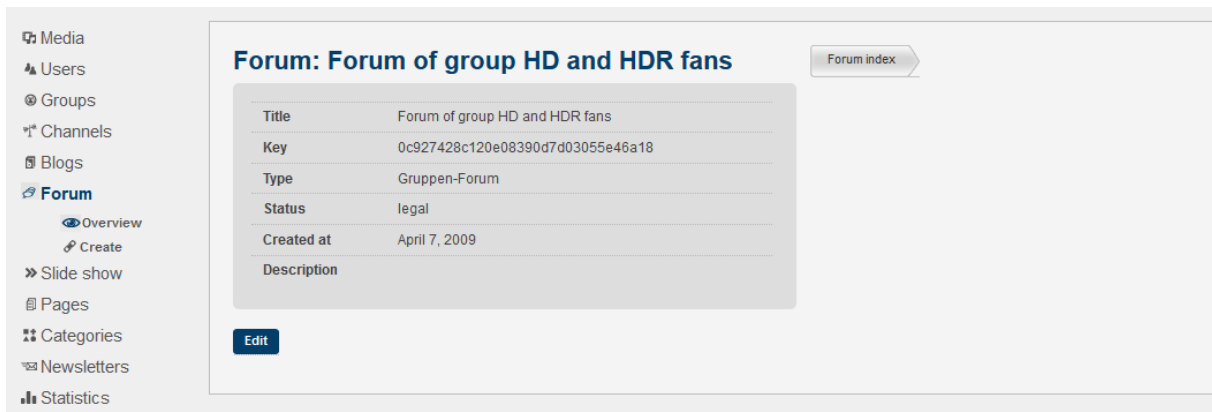 Media
Users
Groups
Channels
Blogs
Forum
Overview
Create
Slide show
Pages
Categories
Newsletters
Statistics
Forum: Forum of group HD and HDR fans
Forum index
Title Forum of group HD and HDR fans
Key 0c927428c120e08390d7d03055e46a18
Type Gruppen-Forum
Status legal
Created at April 7, 2009
Description
Edit